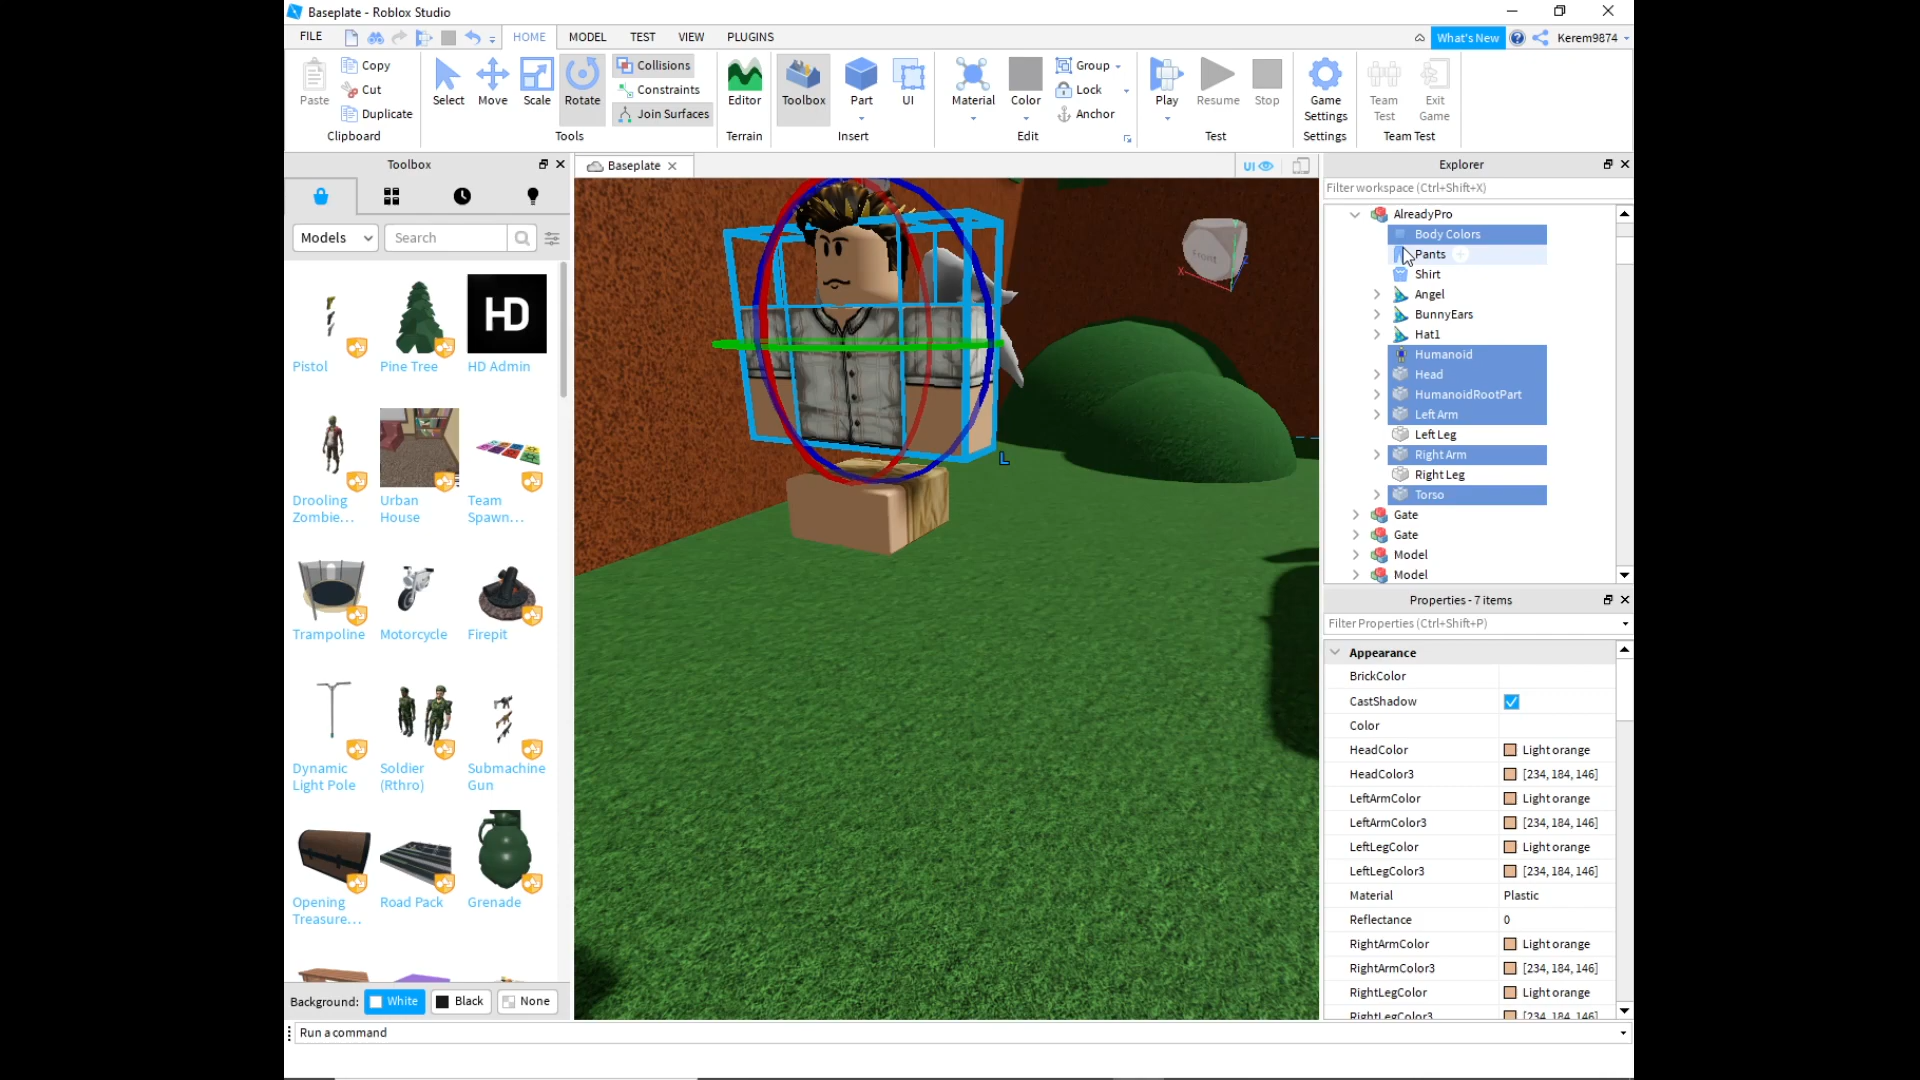 Baseplate - Roblox Studio
FILE
HOME
MODEL
TEST
VIEW
PLUGINS
What's New
Kerem9874
Paste
Copy
Cut
Duplicate
Clipboard
Select
Move
Scale
Rotate
Collisions
Constraints
Join Surfaces
Tools
Editor
Terrain
Toolbox
Part
UI
Insert
Material
Color
Group
Lock
Anchor
Edit
Play
Resume
Stop
Test
Game
Settings
Settings
Team
Test
Exit
Game
Team Test
Toolbox
Models
Search
Pistol
Pine Tree
HD
HD Admin
Drooling
Zombie...
Urban
House
Team
Spawn...
Trampoline
Motorcycle
Firepit
Dynamic
Light Pole
Soldier
(Rthro)
Submachine
Gun
Opening
Treasure...
Road Pack
Grenade
Background:
White
Black
None
Run a command
Baseplate
UI
Front
X
Z
L
Explorer
Filter workspace (Ctrl+Shift+X)
AlreadyPro
Body Colors
Pants
Shirt
Angel
BunnyEars
Hat1
Humanoid
Head
HumanoidRootPart
Left Arm
Left Leg
Right Arm
Right Leg
Torso
Gate
Gate
Model
Model
Properties - 7 items
Filter Properties (Ctrl+Shift+P)
Appearance
BrickColor
CastShadow
Color
HeadColor Light orange
HeadColor3 [234, 184, 146]
LeftArmColor Light orange
LeftArmColor3 [234, 184, 146]
LeftLegColor Light orange
LeftLegColor3 [234, 184, 146]
Material Plastic
Reflectance 0
RightArmColor Light orange
RightArmColor3 [234, 184, 146]
RightLegColor Light orange
RightLegColor3 [234, 184, 146]